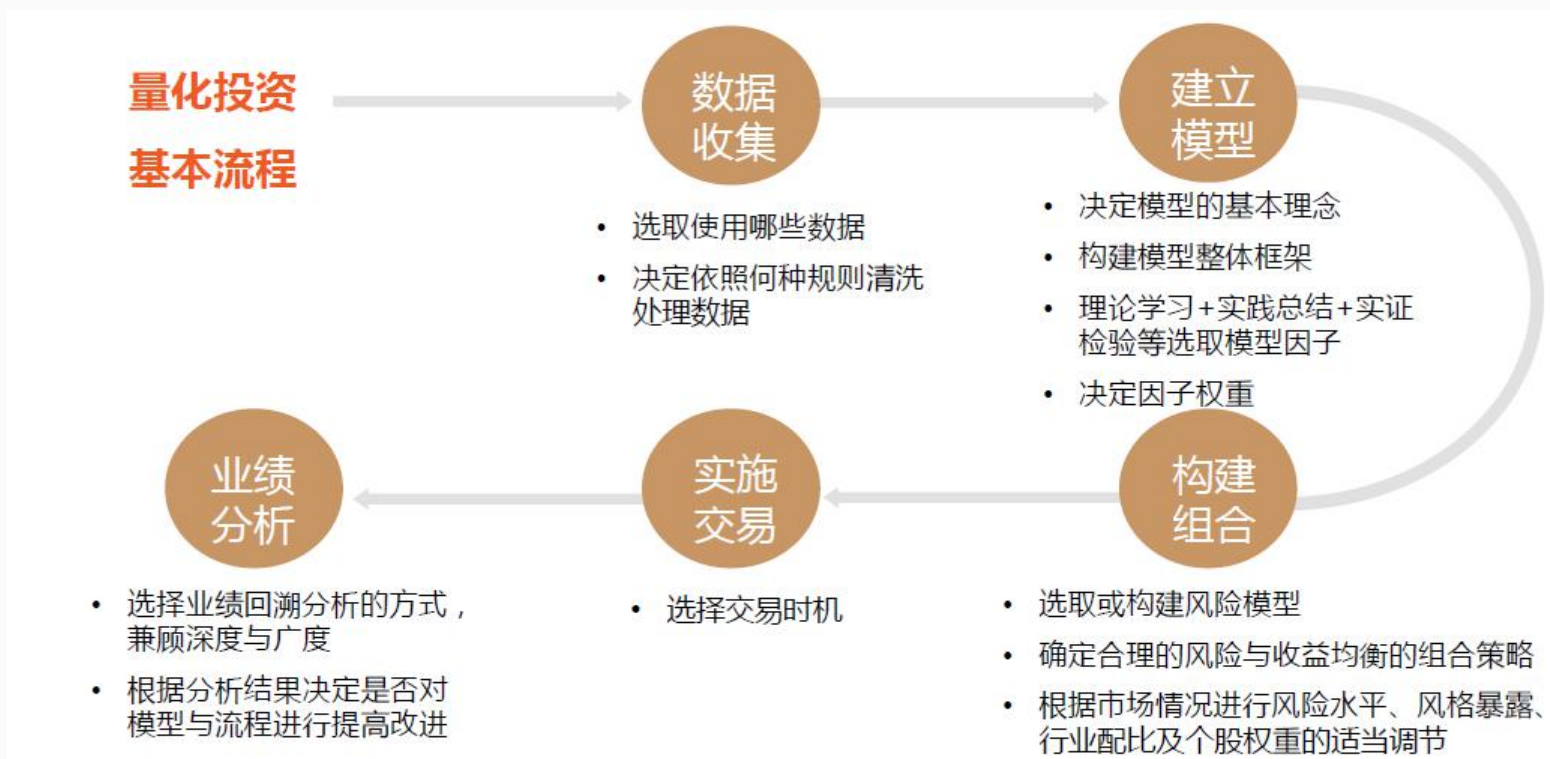 量化投资
基本流程
数据
收集
• 选取使用哪些数据
• 决定依照何种规则清洗
处理数据
建立
模型
• 决定模型的基本理念
• 构建模型整体框架
• 理论学习+实践总结+实证
检验等选取模型因子
• 决定因子权重
构建
组合
• 选取或构建风险模型
• 确定合理的风险与收益均衡的组合策略
• 根据市场情况进行风险水平、风格暴露、
行业配比及个股权重的适当调节
实施
交易
• 选择交易时机
业绩
分析
• 选择业绩回溯分析的方式，
兼顾深度与广度
• 根据分析结果决定是否对
模型与流程进行提高改进